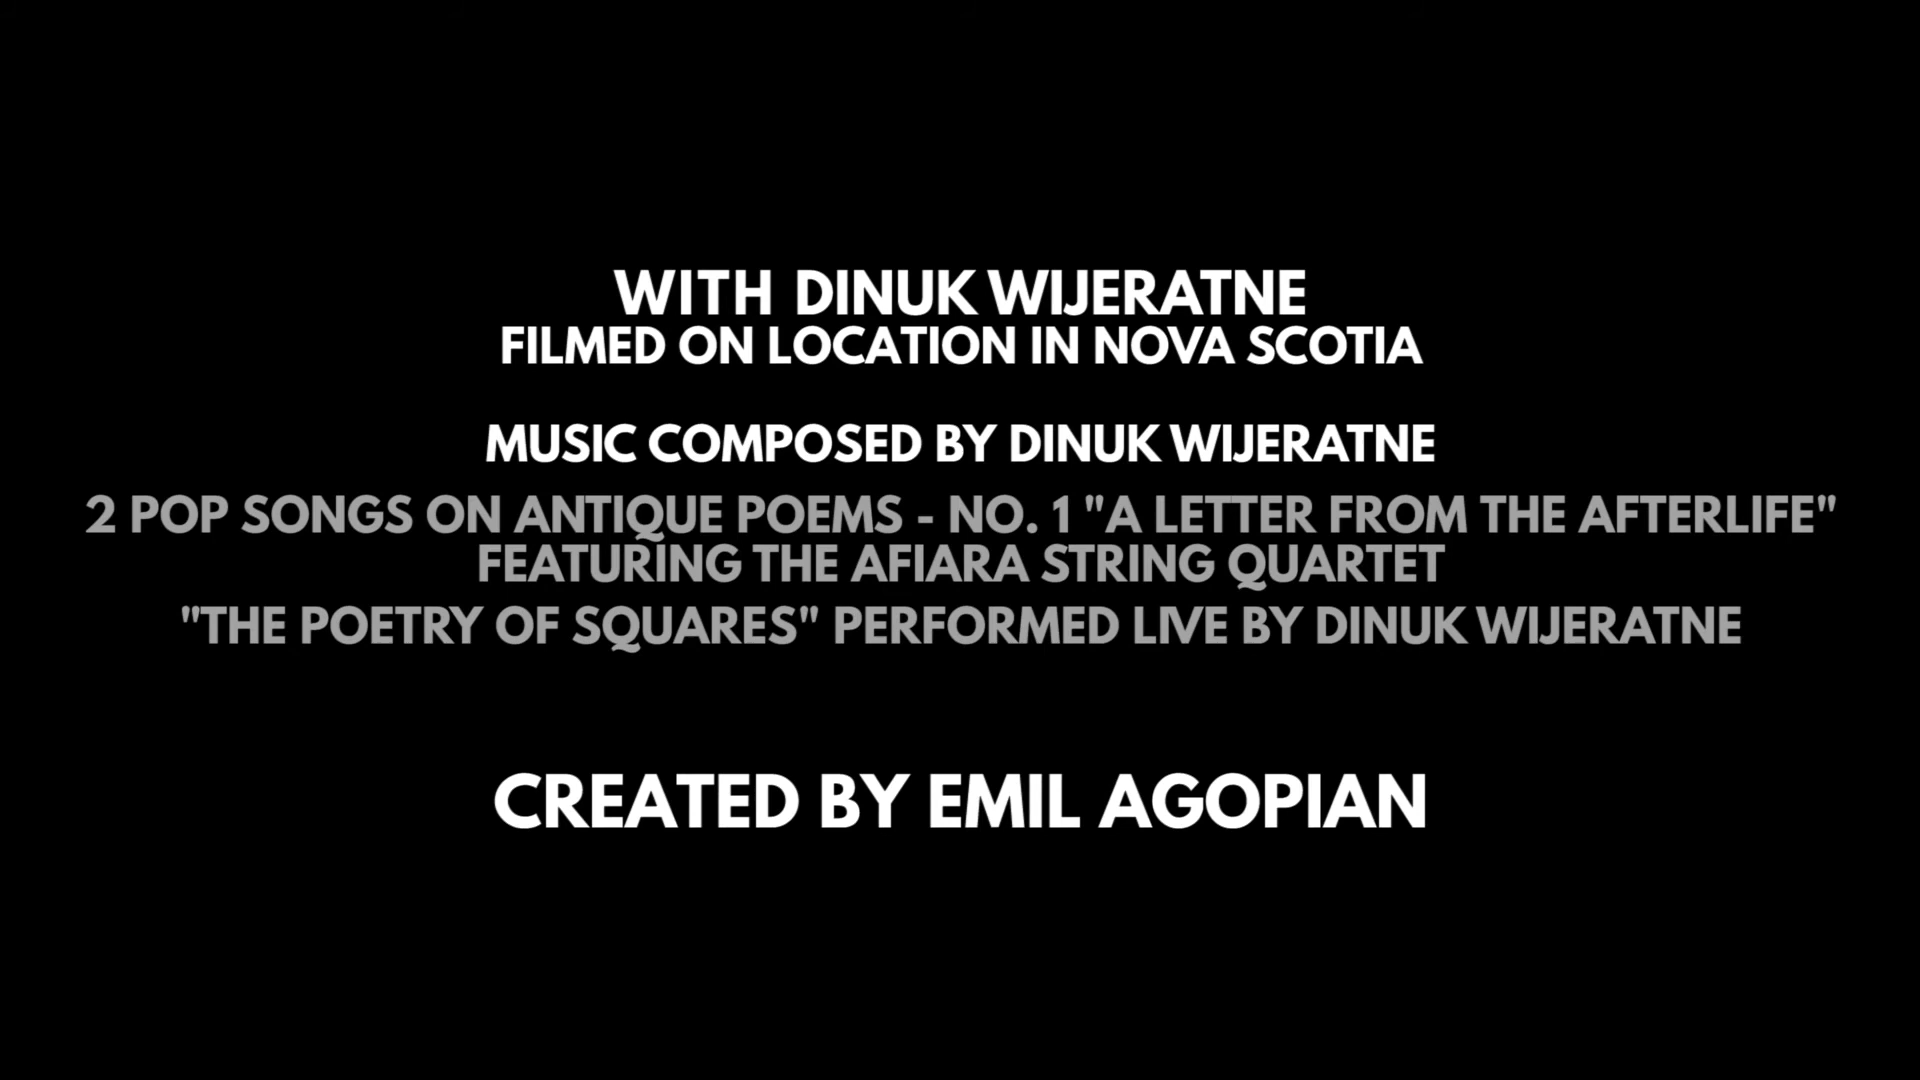 WITH DINUK WIJERATNE
FILMED ON LOCATION IN NOVA SCOTIA
MUSIC COMPOSED BY DINUK WIJERATNE
2 POP SONGS ON ANTIQUE POEMS - NO. 1 "A LETTER FROM THE AFTERLIFE"
FEATURING THE AFIARA STRING QUARTET
"THE POETRY OF SQUARES" PERFORMED LIVE BY DINUK WIJERATNE
CREATED BY EMIL AGOPIAN